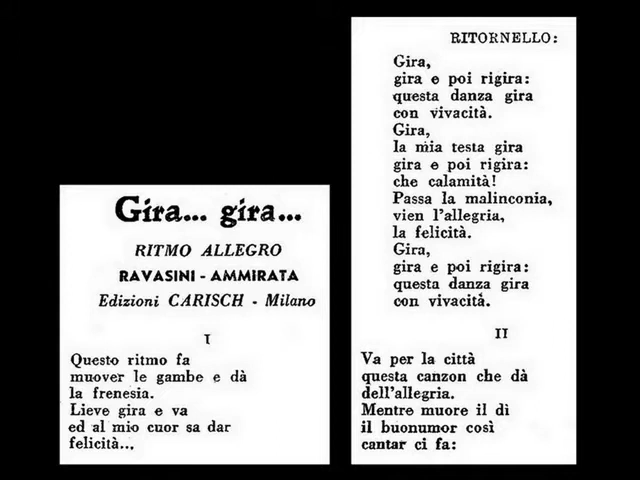 Gira... gira...
RITMO ALLEGRO
RAVASINI - AMMIRATA
Edizioni CARISCH - Milano
I
Questo ritmo fa
muover le gambe e dà
la frenesia.
Lieve gira e va
ed al mio cuor sa dar
felicità...
RITORNELLO:
Gira,
gira e poi rigira:
questa danza gira
con vivacità.
Gira,
la mia testa gira
gira e poi rigira:
che calamità!
Passa la malinconia,
vien l'allegria,
la felicità.
Gira,
gira e poi rigira:
questa danza gira
con vivacità.
II
Va per la città
questa canzon che dà
dell'allegria.
Mentre muore il dì
il buonumor così
cantar ci fa: